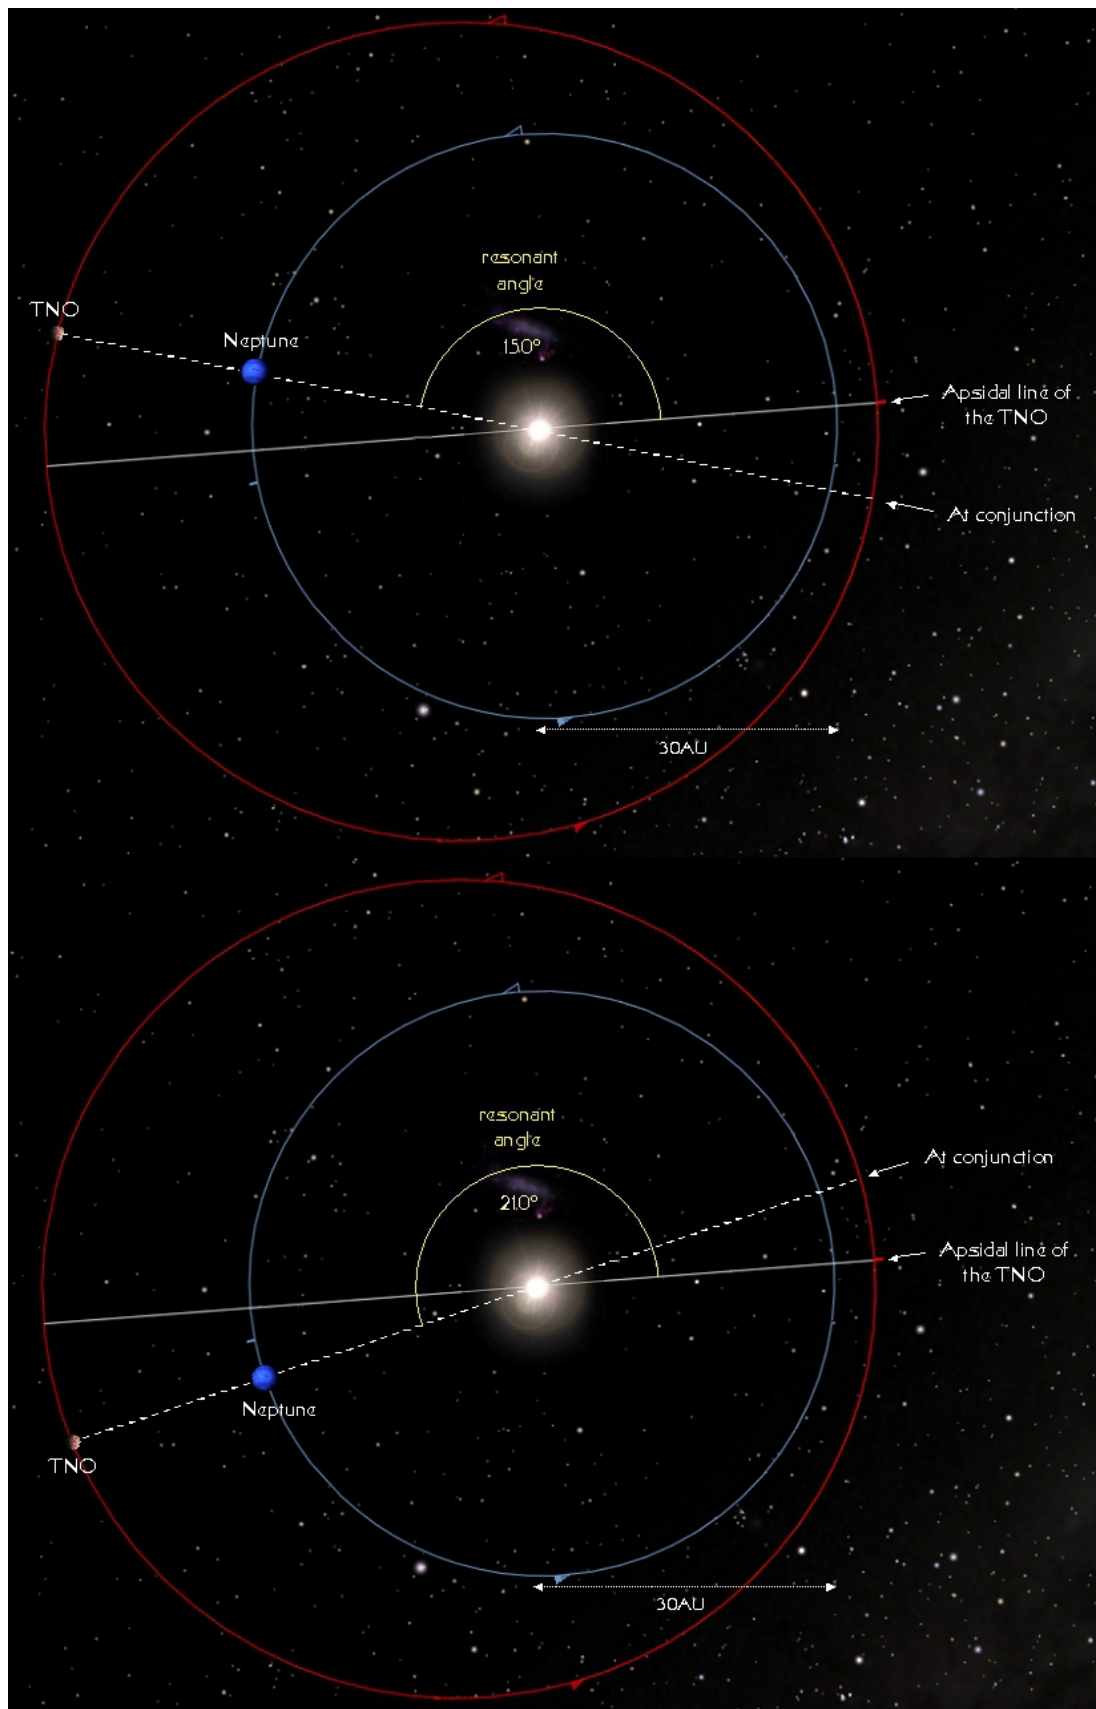 resonant
angle
TNO
Neptune
150°
Apsidal line of
the TNO
At conjunction
30AU
resonant
angle
At conjunction
210°
Apsidal line of
the TNO
Neptune
TNO
30AU